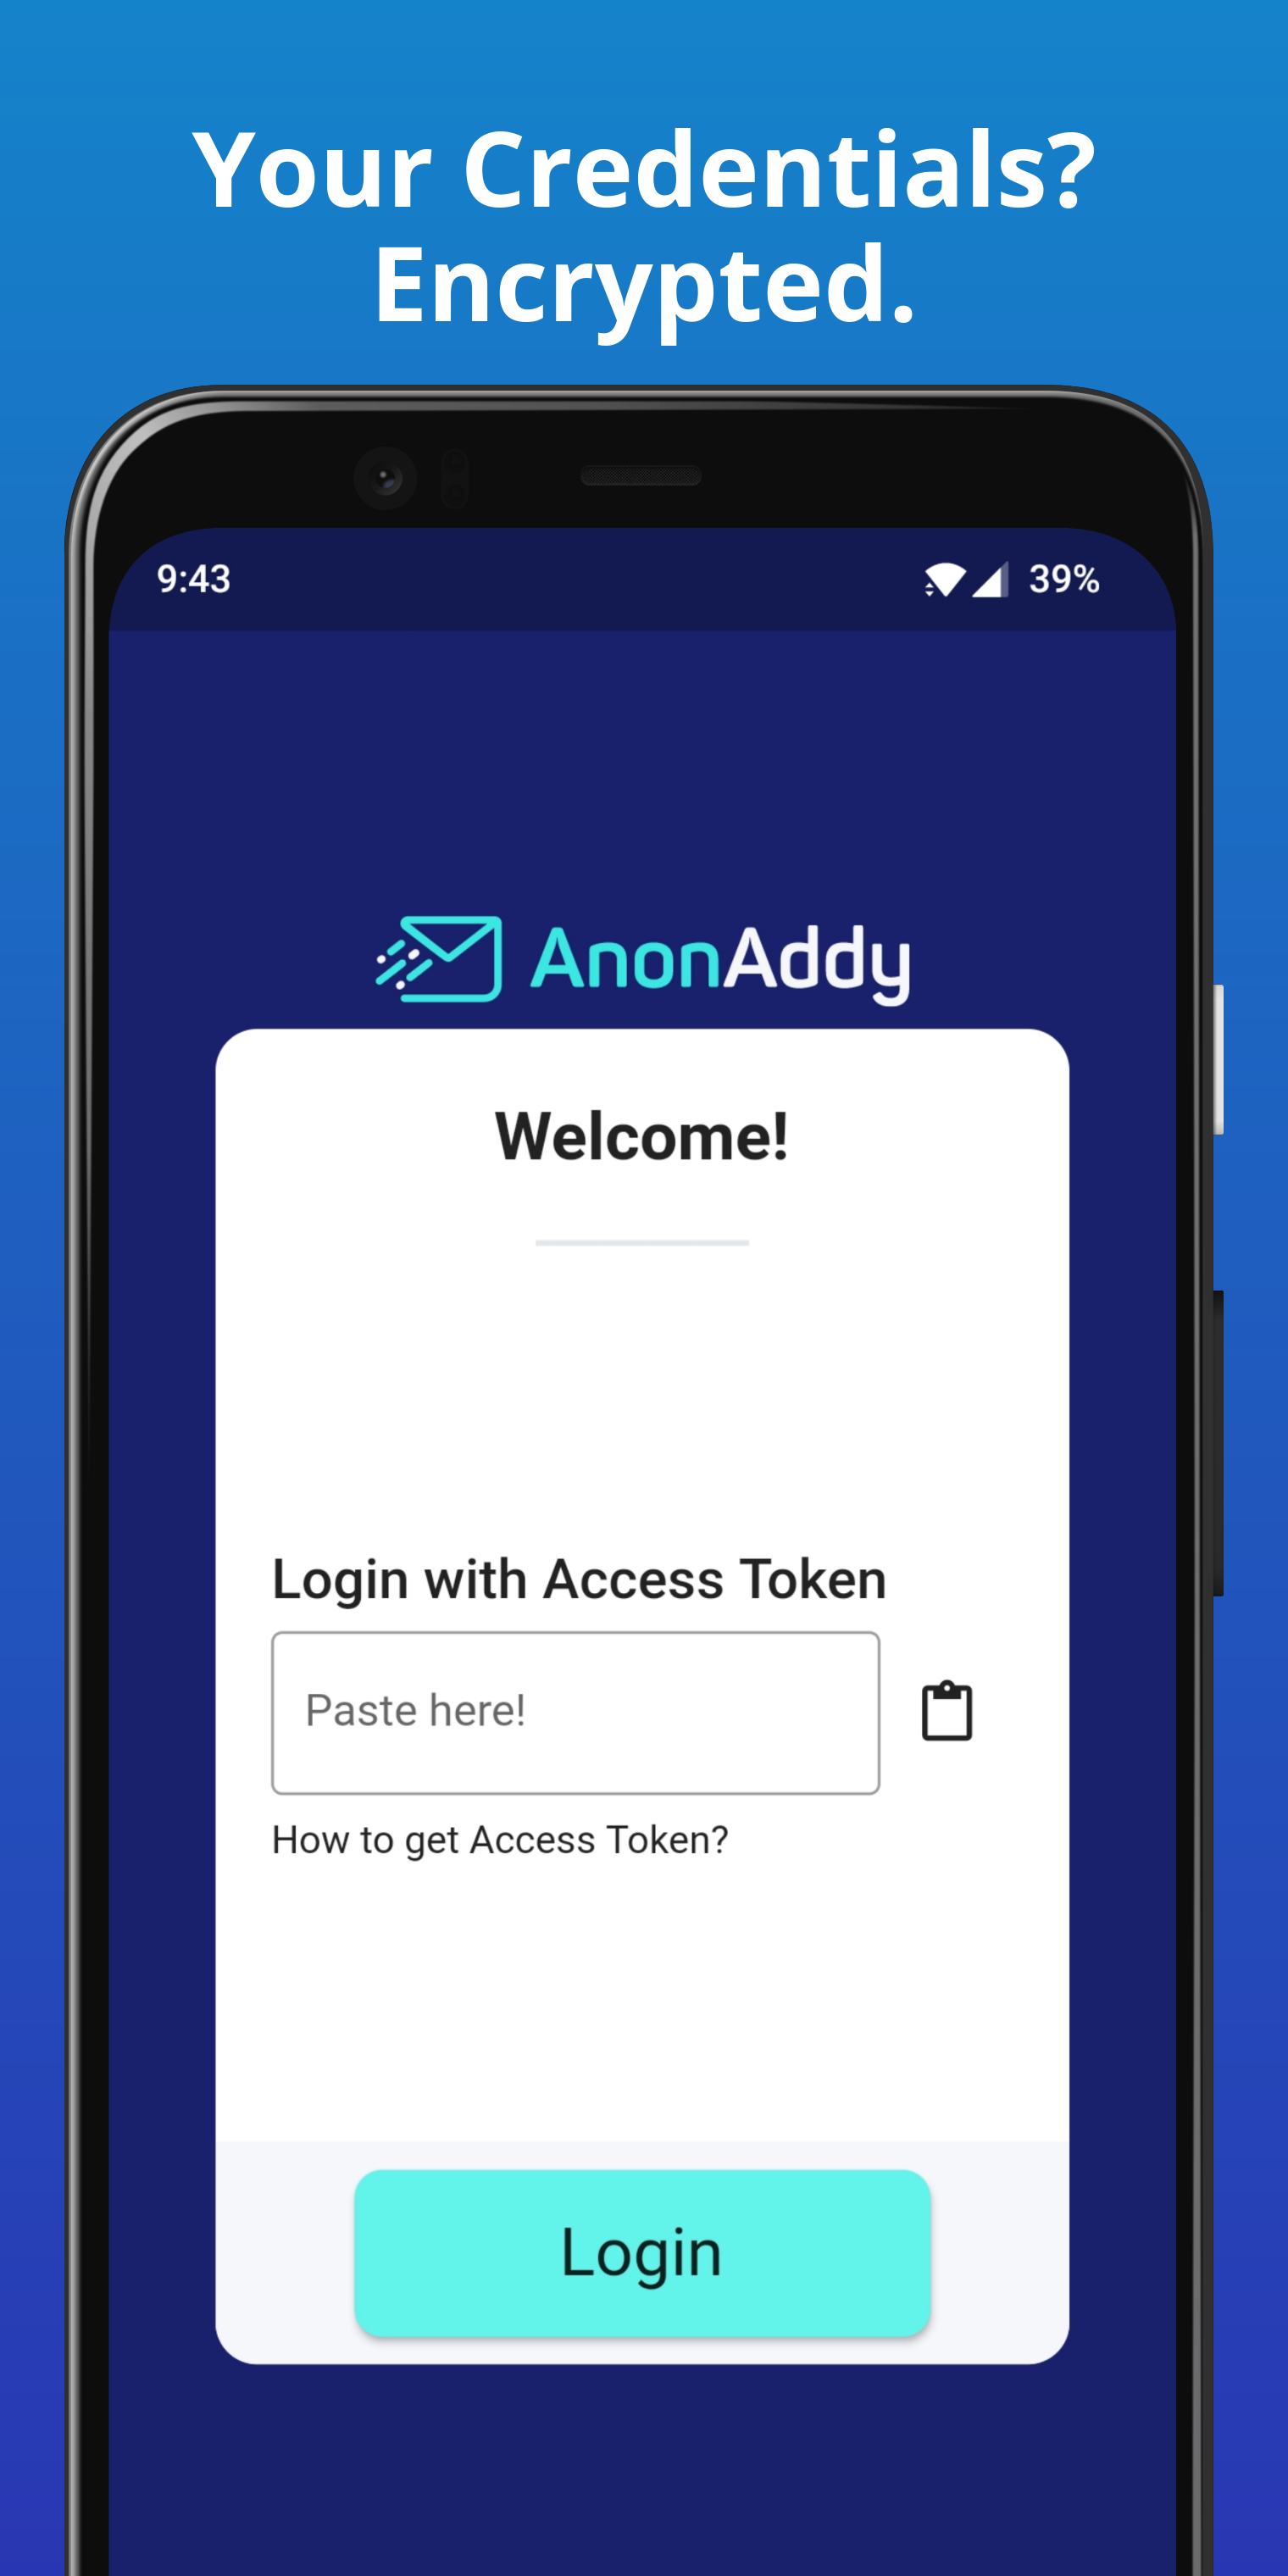 Your Credentials?
Encrypted.
9:43
39%
AnonAddy
Welcome!
Login with Access Token
Paste here!
How to get Access Token?
Login